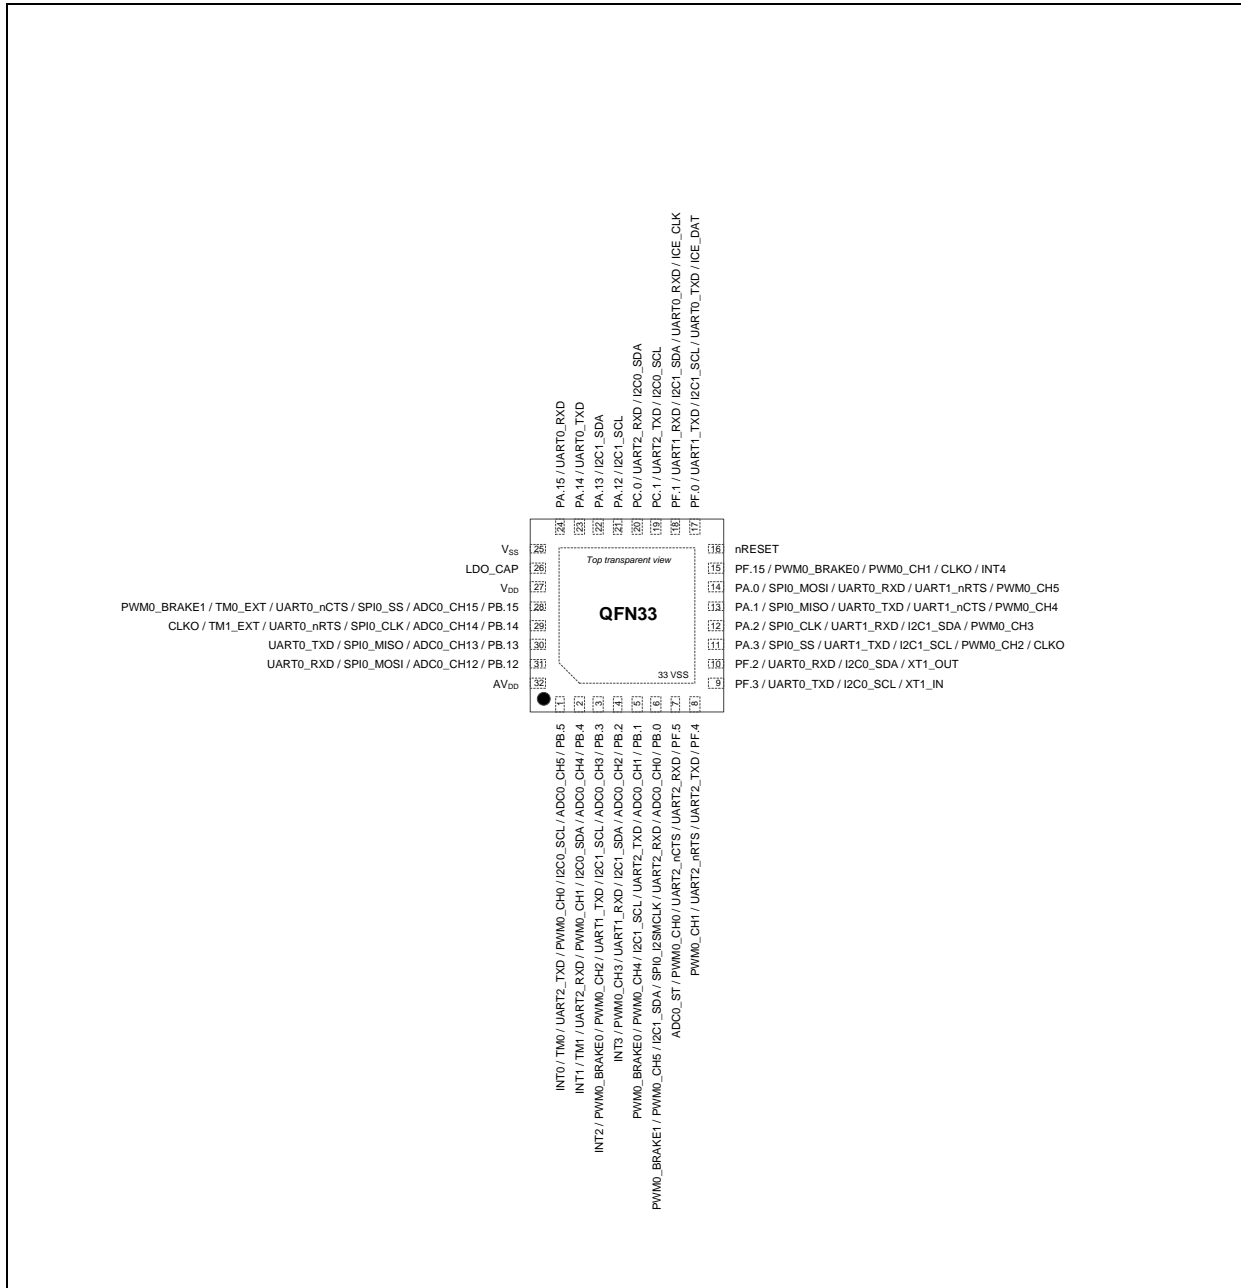 PA.15 / UART0_RXD
PA.14 / UART0_TXD
PA.13 / I2C1_SDA
PA.12 / I2C1_SCL
PC.0 / UART2_RXD / I2C0_SDA
PC.1 / UART2_TXD / I2C0_SCL
PF.1 / UART1_RXD / I2C1_SDA / UART0_RXD / ICE_CLK
PF.0 / UART1_TXD / I2C1_SCL / UART0_TXD / ICE_DAT
24 23 22 21 20 19 18 17
VSS 25
LDO_CAP 26
VDD 27
PWM0_BRAKE1 / TM0_EXT / UART0_nCTS / SPI0_SS / ADC0_CH15 / PB.15 28
CLKO / TM1_EXT / UART0_nRTS / SPI0_CLK / ADC0_CH14 / PB.14 29
UART0_TXD / SPI0_MISO / ADC0_CH13 / PB.13 30
UART0_RXD / SPI0_MOSI / ADC0_CH12 / PB.12 31
AVDD 32
Top transparent view
QFN33
33 VSS
16 nRESET
15 PF.15 / PWM0_BRAKE0 / PWM0_CH1 / CLKO / INT4
14 PA.0 / SPI0_MOSI / UART0_RXD / UART1_nRTS / PWM0_CH5
13 PA.1 / SPI0_MISO / UART0_TXD / UART1_nCTS / PWM0_CH4
12 PA.2 / SPI0_CLK / UART1_RXD / I2C1_SDA / PWM0_CH3
11 PA.3 / SPI0_SS / UART1_TXD / I2C1_SCL / PWM0_CH2 / CLKO
10 PF.2 / UART0_RXD / I2C0_SDA / XT1_OUT
9 PF.3 / UART0_TXD / I2C0_SCL / XT1_IN
1 2 3 4 5 6 7 8
INT0 / TM0 / UART2_TXD / PWM0_CH0 / I2C0_SCL / ADC0_CH5 / PB.5
INT1 / TM1 / UART2_RXD / PWM0_CH1 / I2C0_SDA / ADC0_CH4 / PB.4
INT2 / PWM0_BRAKE0 / PWM0_CH2 / UART1_TXD / I2C1_SCL / ADC0_CH3 / PB.3
INT3 / PWM0_CH3 / UART1_RXD / I2C1_SDA / ADC0_CH2 / PB.2
PWM0_BRAKE0 / PWM0_CH4 / I2C1_SCL / UART2_TXD / ADC0_CH1 / PB.1
PWM0_BRAKE1 / PWM0_CH5 / I2C1_SDA / SPI0_I2SMCLK / UART2_RXD / ADC0_CH0 / PB.0
ADC0_ST / PWM0_CH0 / UART2_nCTS / UART2_RXD / PF.5
PWM0_CH1 / UART2_nRTS / UART2_TXD / PF.4